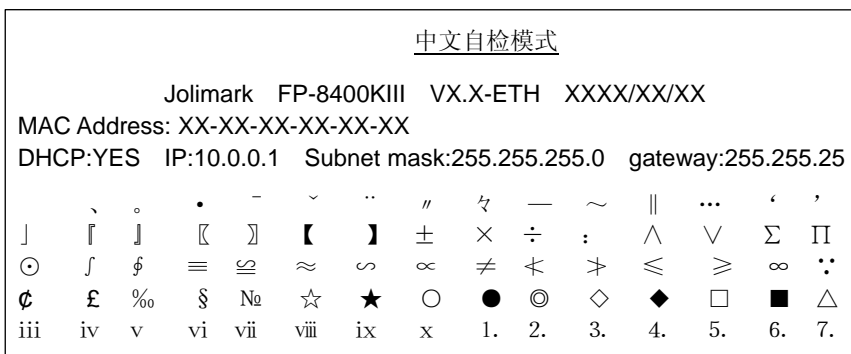 中文自检模式
Jolimark FP-8400KIII VX.X-ETH XXXX/XX/XX
MAC Address: XX-XX-XX-XX-XX-XX
DHCP:YES IP:10.0.0.1 Subnet mask:255.255.255.0 gateway:255.255.25
、 。 • ˉ ˇ ¨ 〃 々 — ～ ‖ … ‘ ’
」 『 』 〖 〗 【 】 ± × ÷ ∶ ∧ ∨ Σ Π
⊙ ∫ ∮ ≡ ≌ ≈ ∽ ∝ ≠ ≮ ≯ ≤ ≥ ∞ ∵
¢ £ ‰ § № ☆ ★ ○ ● ◎ ◇ ◆ □ ■ △
ⅲ ⅳ ⅴ ⅵ ⅶ ⅷ ⅸ ⅹ ⒈ ⒉ ⒊ ⒋ ⒌ ⒍ ⒎